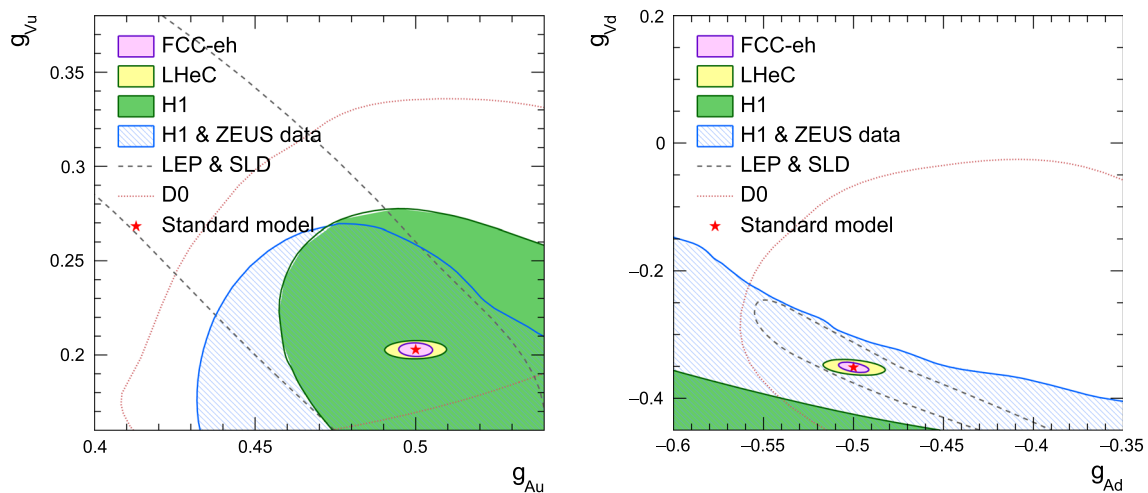 g_Vu
0.35
0.3
0.25
0.2
FCC-eh
LHeC
H1
H1 & ZEUS data
LEP & SLD
D0
Standard model
0.4
0.45
0.5
g_Au
g_Vd
0.2
0
−0.2
−0.4
FCC-eh
LHeC
H1
H1 & ZEUS data
LEP & SLD
D0
Standard model
−0.6
−0.55
−0.5
−0.45
−0.4
−0.35
g_Ad